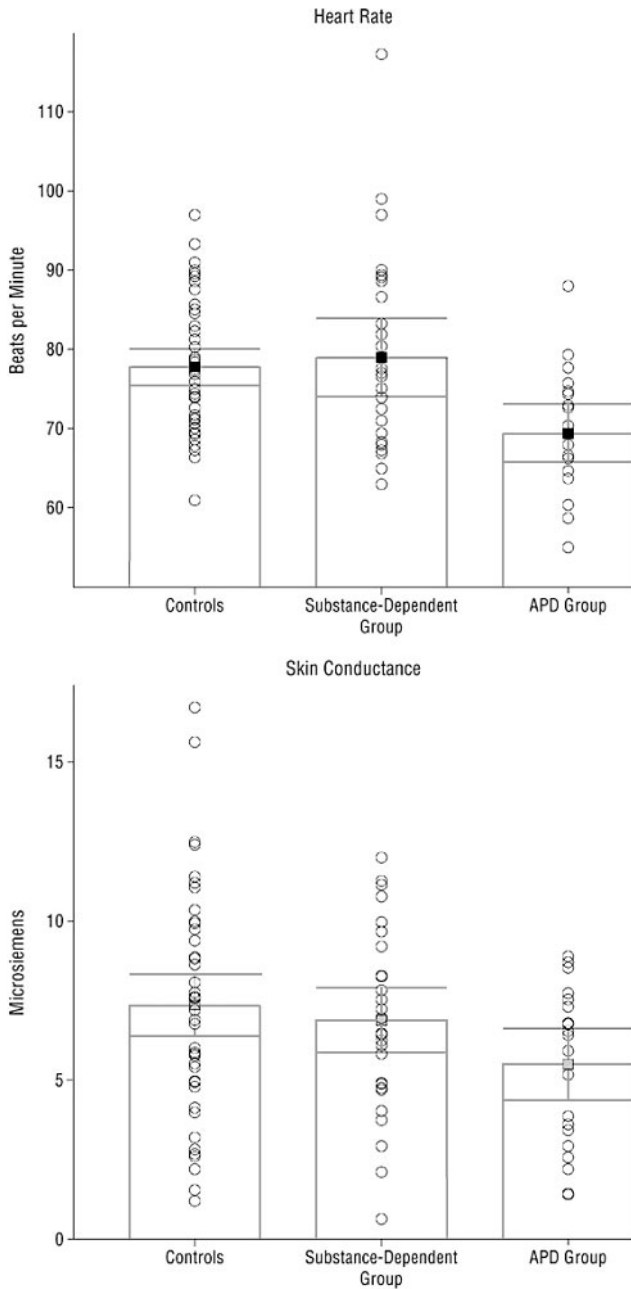 Heart Rate
Beats per Minute
110
100
90
80
70
60
Controls
Substance-Dependent
Group
APD Group
Skin Conductance
Microsiemens
15
10
5
0
Controls
Substance-Dependent
Group
APD Group